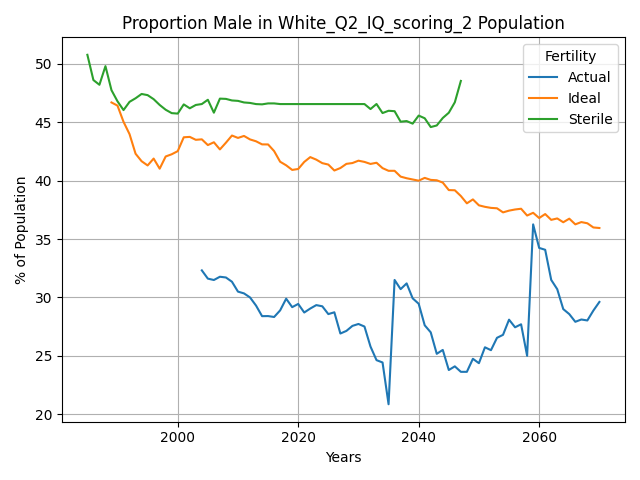 Proportion Male in White_Q2_IQ_scoring_2 Population
Fertility
Actual
Ideal
Sterile
% of Population
50
45
40
35
30
25
20
2000
2020
2040
2060
Years